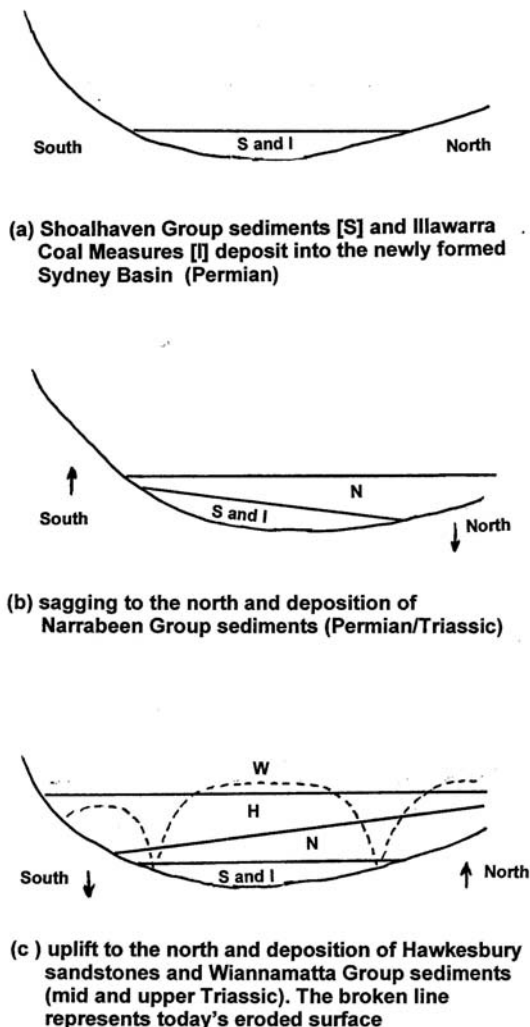 S and I
South
North
(a) Shoalhaven Group sediments [S] and Illawarra
Coal Measures [I] deposit into the newly formed
Sydney Basin (Permian)
N
S and I
South
North
(b) sagging to the north and deposition of
Narrabeen Group sediments (Permian/Triassic)
W
H
N
S and I
South
North
(c ) uplift to the north and deposition of Hawkesbury
sandstones and Wiannamatta Group sediments
(mid and upper Triassic). The broken line
represents today's eroded surface